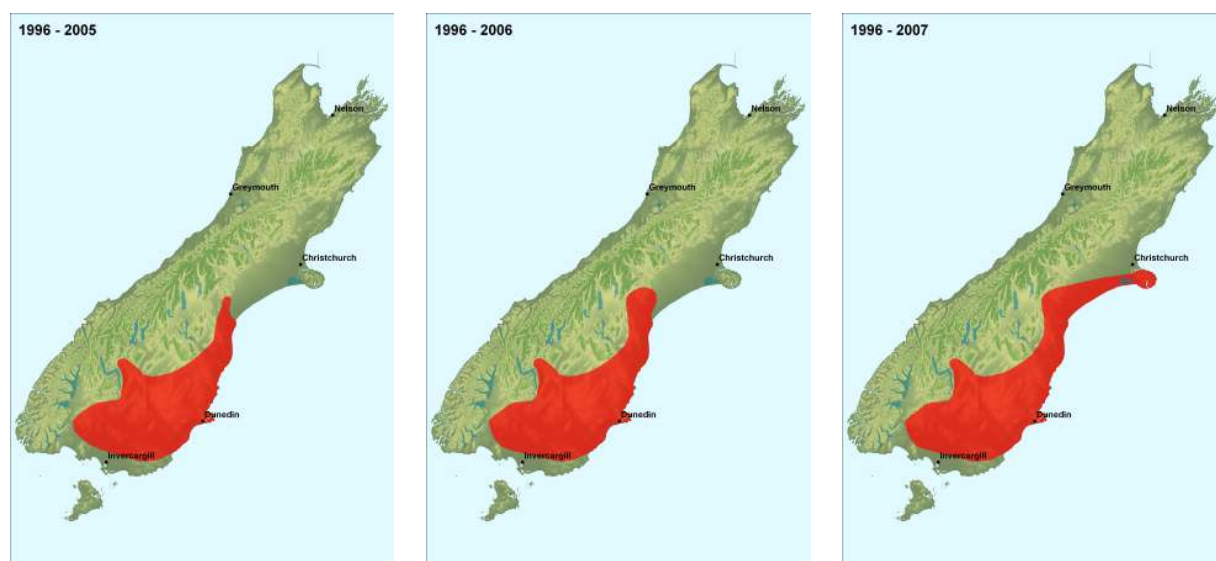 1996 - 2005
Nelson
Greymouth
Christchurch
Dunedin
Invercargill
1996 - 2006
Nelson
Greymouth
Christchurch
Dunedin
Invercargill
1996 - 2007
Nelson
Greymouth
Christchurch
Dunedin
Invercargill